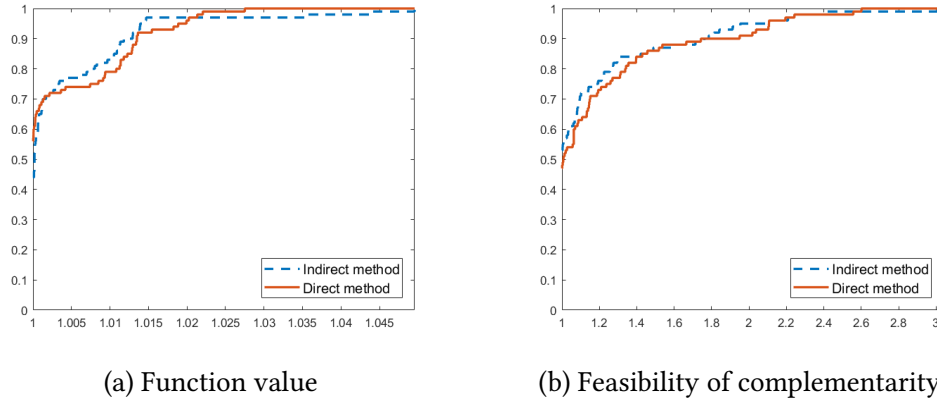 1
0.9
0.8
0.7
0.6
0.5
0.4
0.3
0.2
0.1
0
1 1.005 1.01 1.015 1.02 1.025 1.03 1.035 1.04 1.045
Indirect method
Direct method
(a) Function value
1
0.9
0.8
0.7
0.6
0.5
0.4
0.3
0.2
0.1
0
1 1.2 1.4 1.6 1.8 2 2.2 2.4 2.6 2.8 3
Indirect method
Direct method
(b) Feasibility of complementarity